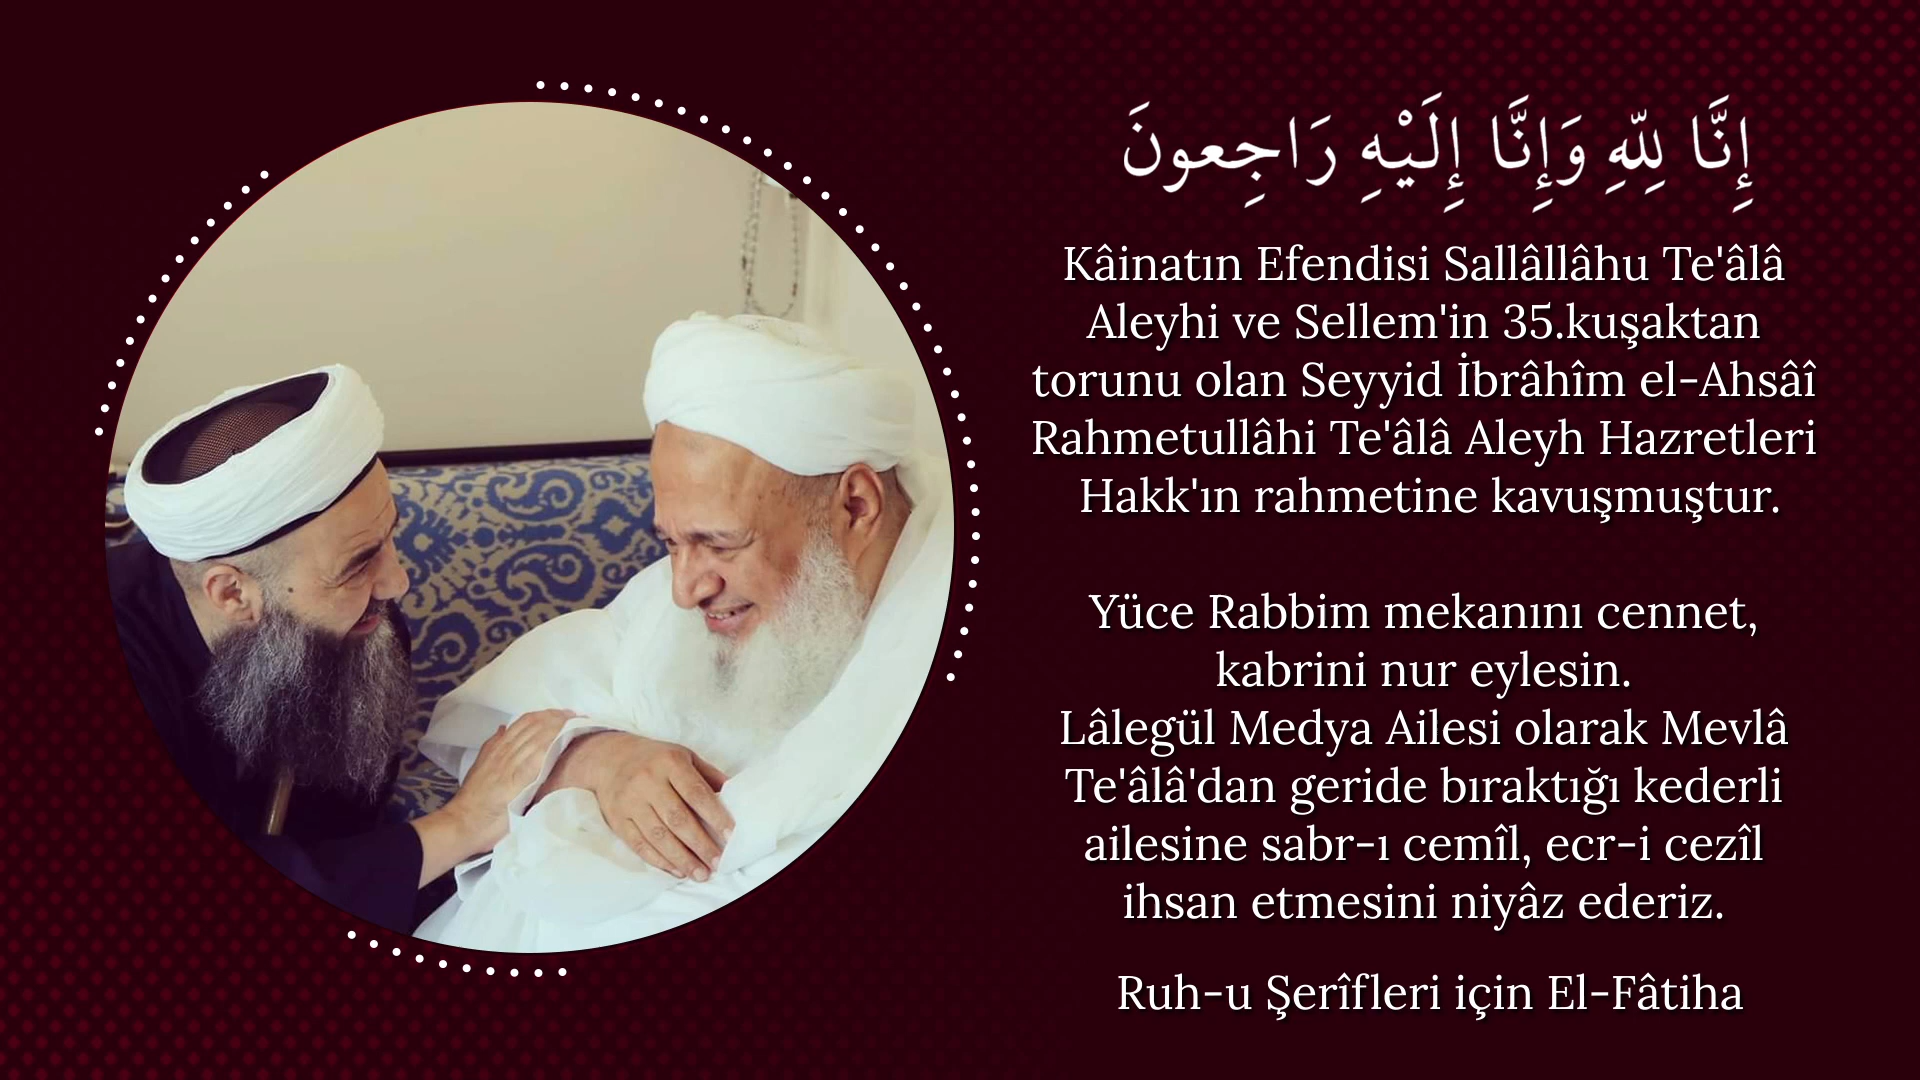 إِنَّا لِلّٰهِ وَإِنَّا إِلَيْهِ رَاجِعونَ
Kâinatın Efendisi Sallâllâhu Te'âlâ
Aleyhi ve Sellem'in 35.kuşaktan
torunu olan Seyyid İbrâhîm el-Ahsâî
Rahmetullâhi Te'âlâ Aleyh Hazretleri
Hakk'ın rahmetine kavuşmuştur.
Yüce Rabbim mekanını cennet,
kabrini nur eylesin.
Lâlegül Medya Ailesi olarak Mevlâ
Te'âlâ'dan geride bıraktığı kederli
ailesine sabr-ı cemîl, ecr-i cezîl
ihsan etmesini niyâz ederiz.
Ruh-u Şerîfleri için El-Fâtiha